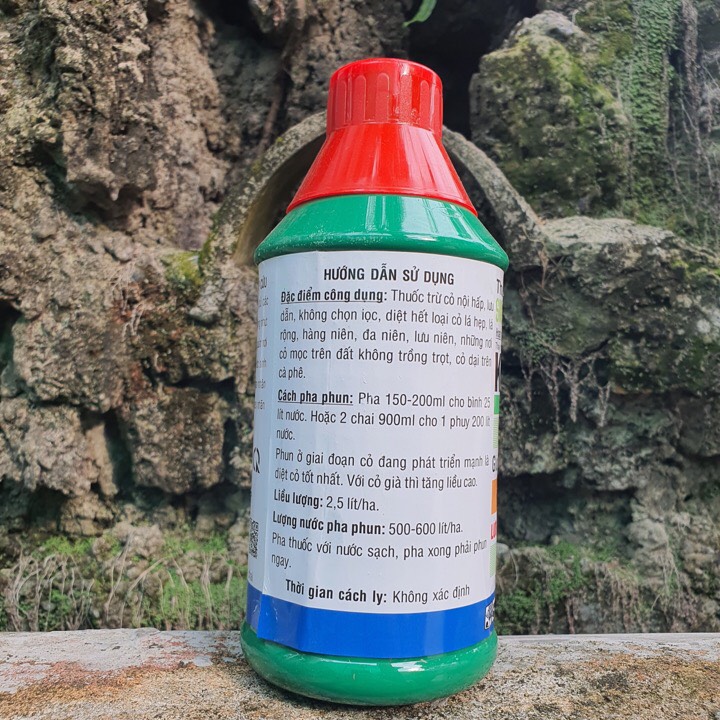 HƯỚNG DẪN SỬ DỤNG
Đặc điểm công dụng: Thuốc trừ cỏ nội hấp, lưu
dẫn, không chọn lọc, diệt hết loại cỏ lá hẹp, lá
rộng, hàng niên, đa niên, lưu niên, những nơi
cỏ mọc trên đất không trồng trọt, cỏ dại trên
cà phê.
Cách pha phun: Pha 150-200ml cho bình 25
lít nước. Hoặc 2 chai 900ml cho 1 phuy 200 lít
nước.
Phun ở giai đoạn cỏ đang phát triển mạnh là
diệt cỏ tốt nhất. Với cỏ già thì tăng liều cao.
Liều lượng: 2,5 lít/ha.
Lượng nước pha phun: 500-600 lít/ha.
Pha thuốc với nước sạch, pha xong phải phun
ngay.
Thời gian cách ly: Không xác định